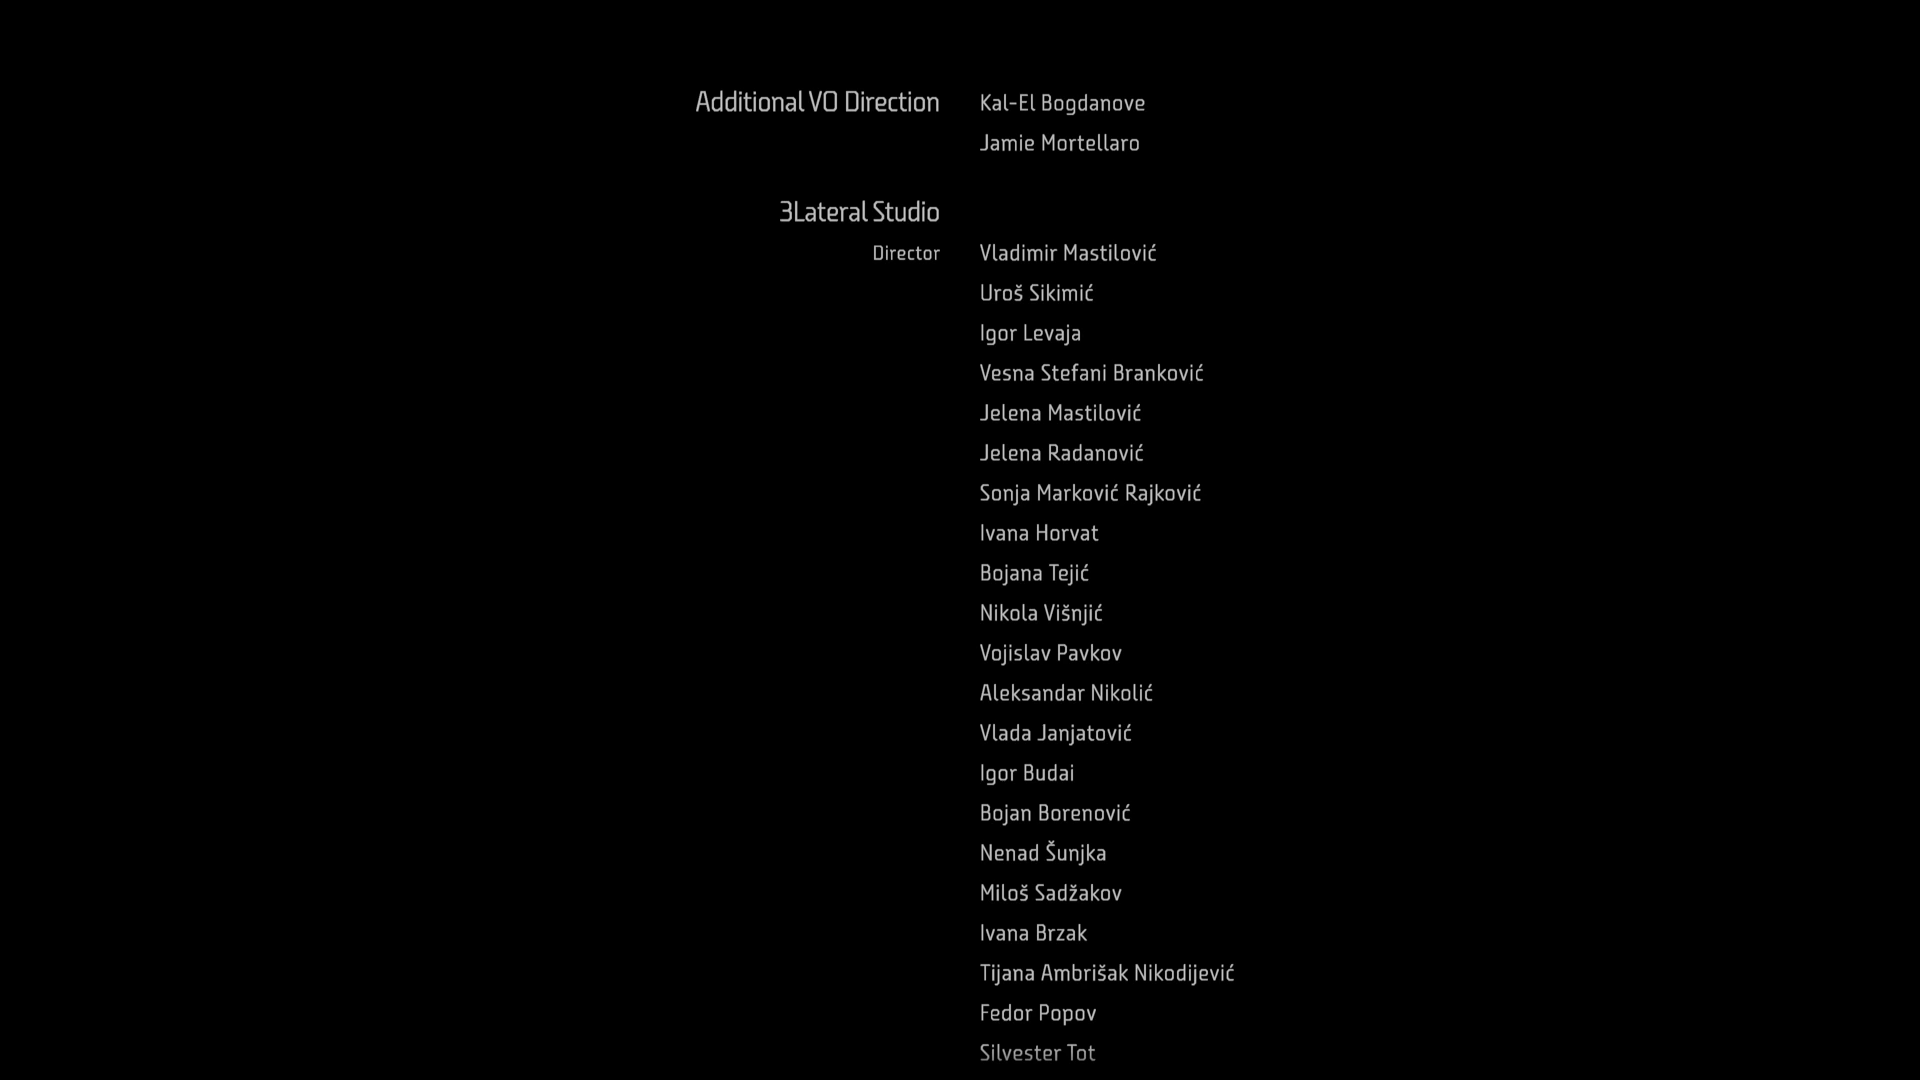 Additional VO Direction Kal-El Bogdanove
Jamie Mortellaro
3Lateral Studio
Director Vladimir Mastilović
Uroš Sikimić
Igor Levaja
Vesna Stefani Branković
Jelena Mastilović
Jelena Radanović
Sonja Marković Rajković
Ivana Horvat
Bojana Tejić
Nikola Višnjić
Vojislav Pavkov
Aleksandar Nikolić
Vlada Janjatović
Igor Budai
Bojan Borenović
Nenad Šunjka
Miloš Sadžakov
Ivana Brzak
Tijana Ambrišak Nikodijević
Fedor Popov
Silvester Tot